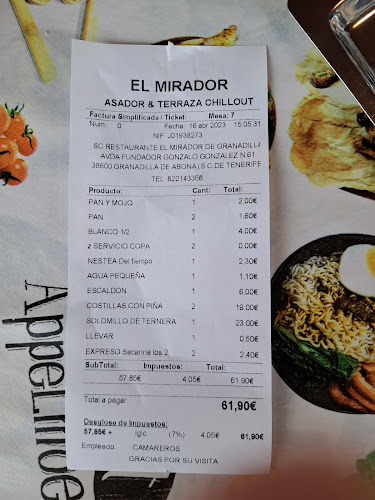 EL MIRADOR
ASADOR & TERRAZA CHILLOUT
Factura Simplificada / Ticket: Mesa: 7
Num.: 0 Fecha: 16 abr 2023 15:05:31
NIF: J01938273
SC RESTAURANTE EL MIRADOR DE GRANADILLA
AVDA FUNDADOR GONZALO GONZALEZ N 61
38600 GRANADILLA DE ABONA (S.C. DE TENERIFE
TEL. 822143356
Producto: Cant: Total:
PAN Y MOJO 1 2.00€
PAN 2 1.60€
BLANCO 1/2 1 4.00€
2 SERVICIO COPA 2 0.00€
NESTEA Del tiempo 1 2.30€
AGUA PEQUEÑA 1 1.10€
ESCALDON 1 6.00€
COSTILLAS CON PIÑA 2 19.00€
SOLOMILLO DE TERNERA 1 23.00€
LLEVAR 1 0.50€
EXPRESO Sacarina los 2 2 2.40€
SubTotal: Impuestos: Total:
57,85€ 4.05€ 61,90€
Total a pagar: 61,90€
Desglose de impuestos:
57,85€ + Igic (7%) 4.05€ 61,90€
Empleado: CAMAREROS
GRACIAS POR SU VISITA